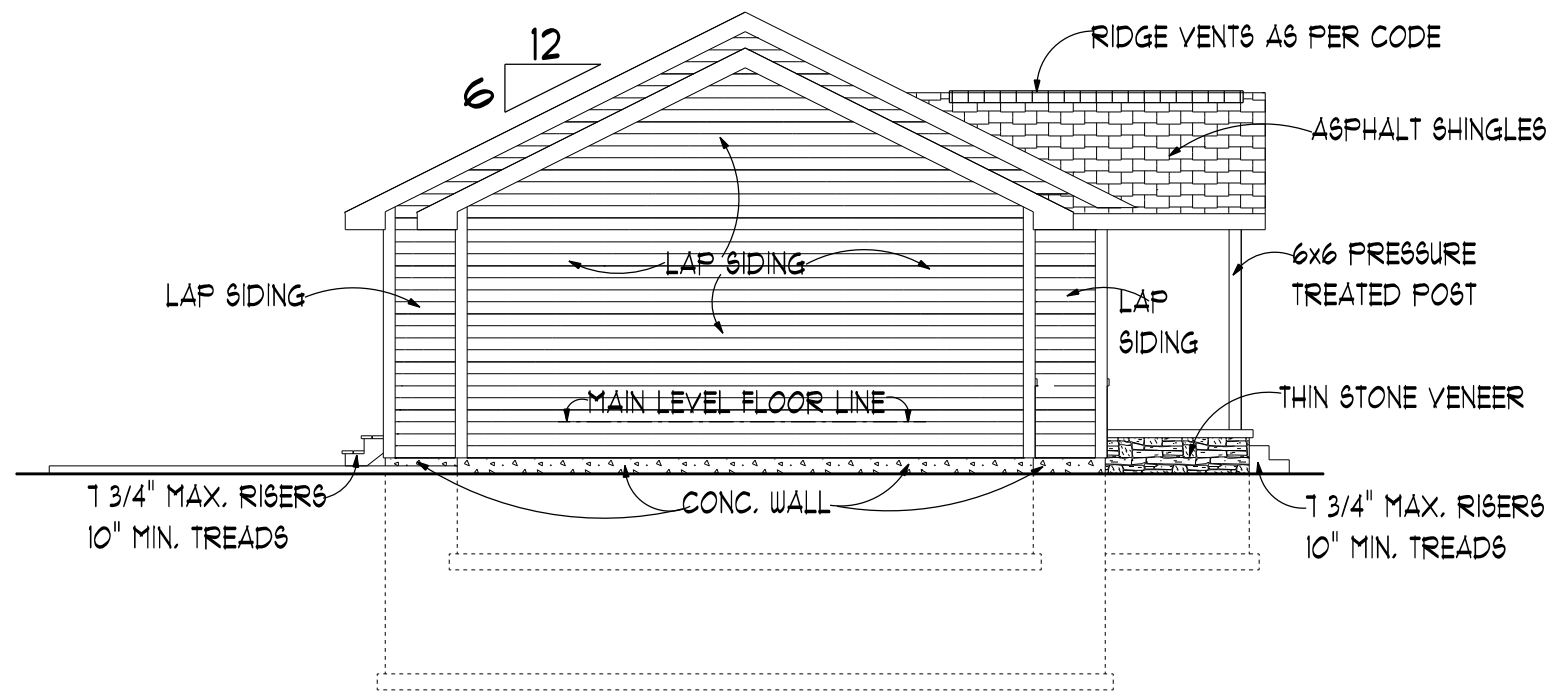 RIDGE VENTS AS PER CODE
12
6
ASPHALT SHINGLES
6x6 PRESSURE
TREATED POST
LAP SIDING
LAP SIDING
LAP
SIDING
MAIN LEVEL FLOOR LINE
THIN STONE VENEER
7 3/4" MAX. RISERS
10" MIN. TREADS
CONC. WALL
7 3/4" MAX. RISERS
10" MIN. TREADS